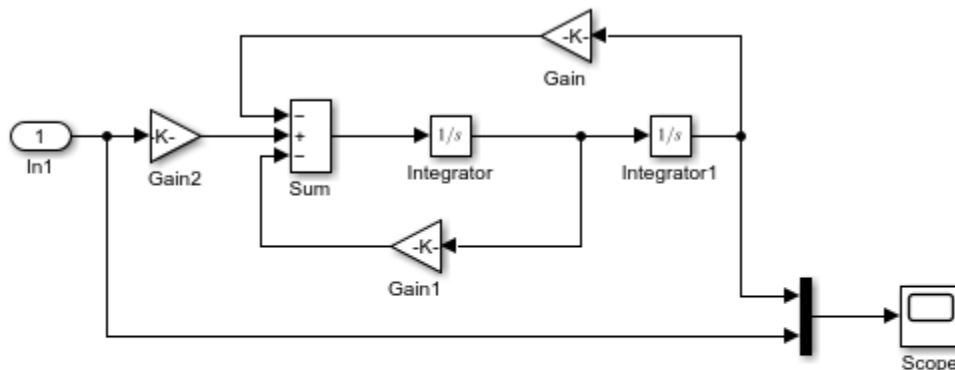 -K-
Gain
1
In1
-K-
Gain2
−
+
−
Sum
1/s
Integrator
1/s
Integrator1
-K-
Gain1
Scope